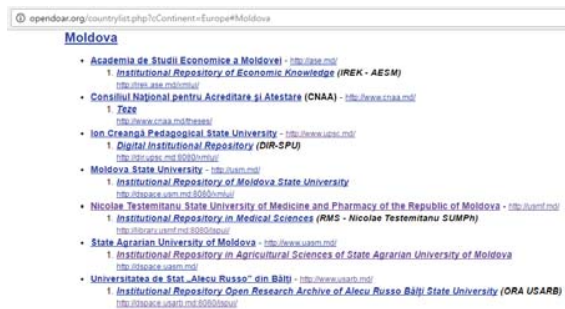 opendoar.org/countrylist.php?cContinent=Europe#Moldova
Moldova
• Academia de Studii Economice a Moldovei - http://ase.md/
1. Institutional Repository of Economic Knowledge (IREK - AESM)
http://irek.ase.md/xmlui/
• Consiliul Naţional pentru Acreditare şi Atestare (CNAA) - http://www.cnaa.md/
1. Teze
http://www.cnaa.md/theses/
• Ion Creangă Pedagogical State University - http://www.upsc.md/
1. Digital Institutional Repository (DIR-SPU)
http://dir.upsc.md:8080/xmlui/
• Moldova State University - http://usm.md/
1. Institutional Repository of Moldova State University
http://dspace.usm.md:8080/xmlui/
• Nicolae Testemitanu State University of Medicine and Pharmacy of the Republic of Moldova - http://usmf.md/
1. Institutional Repository in Medical Sciences (RMS - Nicolae Testemitanu SUMPh)
http://library.usmf.md:8080/jspui/
• State Agrarian University of Moldova - http://www.uasm.md/
1. Institutional Repository in Agricultural Sciences of State Agrarian University of Moldova
http://dspace.uasm.md/
• Universitatea de Stat „Alecu Russo" din Bălţi - http://www.usarb.md/
1. Institutional Repository Open Research Archive of Alecu Russo Bălţi State University (ORA USARB)
http://dspace.usarb.md:8080/jspui/